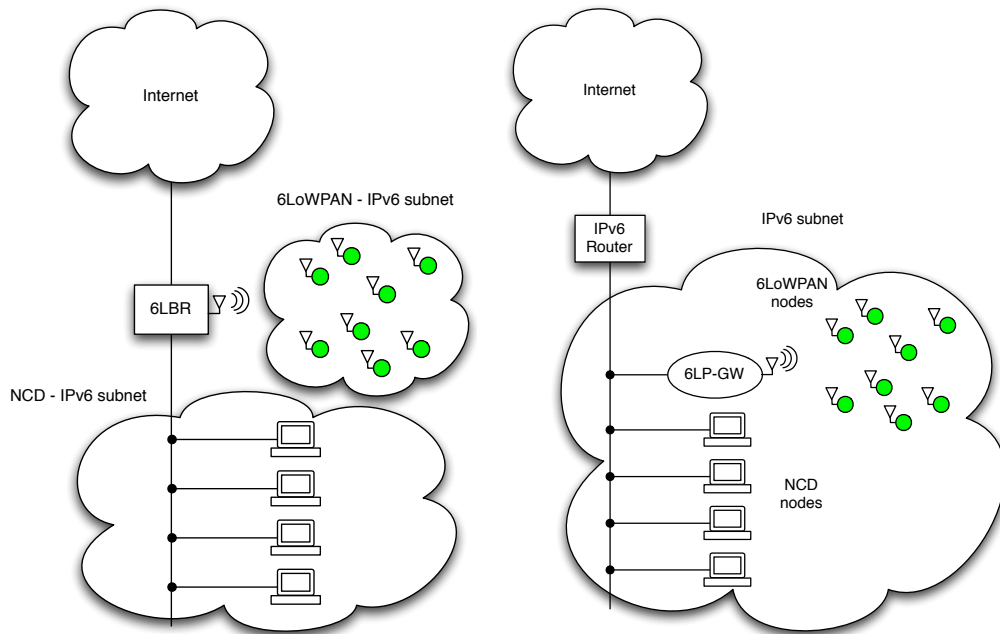 Internet
6LoWPAN - IPv6 subnet
6LBR
NCD - IPv6 subnet
Internet
IPv6
Router
IPv6 subnet
6LoWPAN
nodes
6LP-GW
NCD
nodes